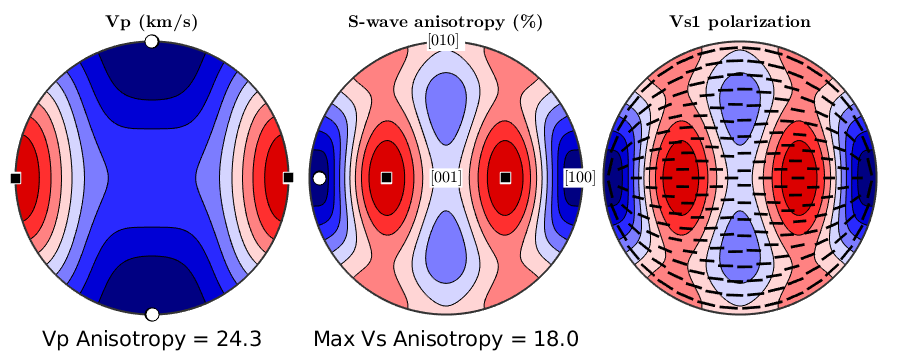 Vp (km/s)
S-wave anisotropy (%)
Vs1 polarization
[010]
[001]
[100]
Vp Anisotropy = 24.3
Max Vs Anisotropy = 18.0